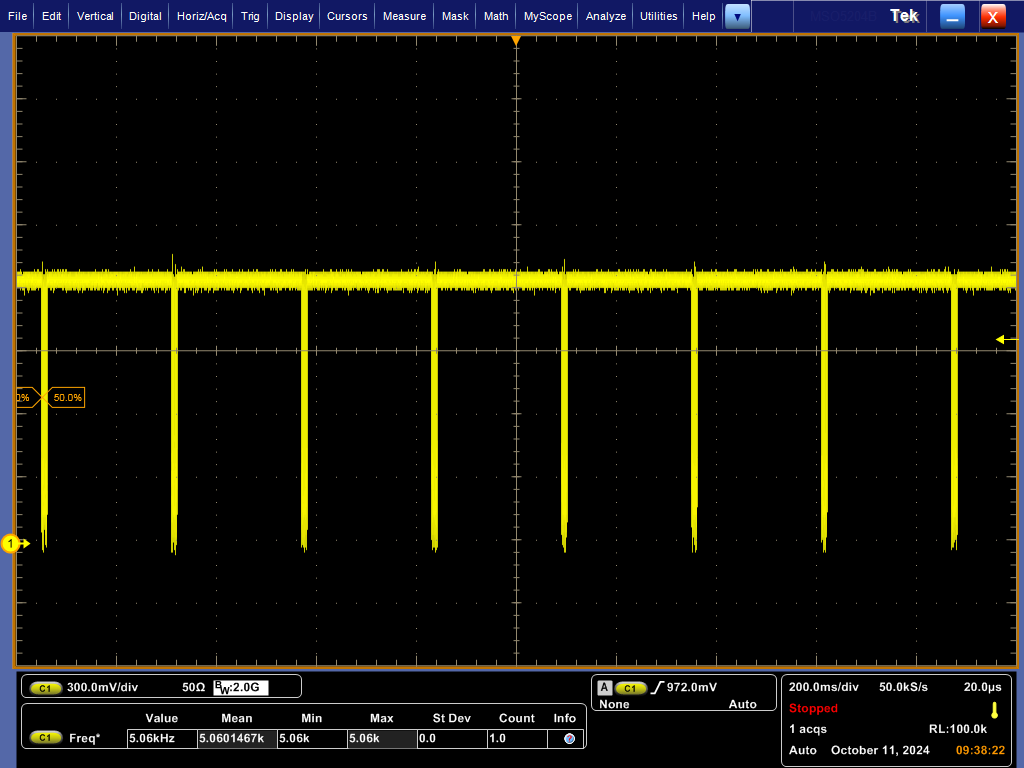 File Edit Vertical Digital Horiz/Acq Trig Display Cursors Measure Mask Math MyScope Analyze Utilities Help Tek X
0% 50.0%
1
C1 300.0mV/div 50Ω BW:2.0G
A C1 972.0mV
None Auto
200.0ms/div 50.0kS/s 20.0µs
Stopped
1 acqs RL:100.0k
Auto October 11, 2024 09:38:22
Value Mean Min Max St Dev Count Info
C1 Freq* 5.06kHz 5.0601467k 5.06k 5.06k 0.0 1.0